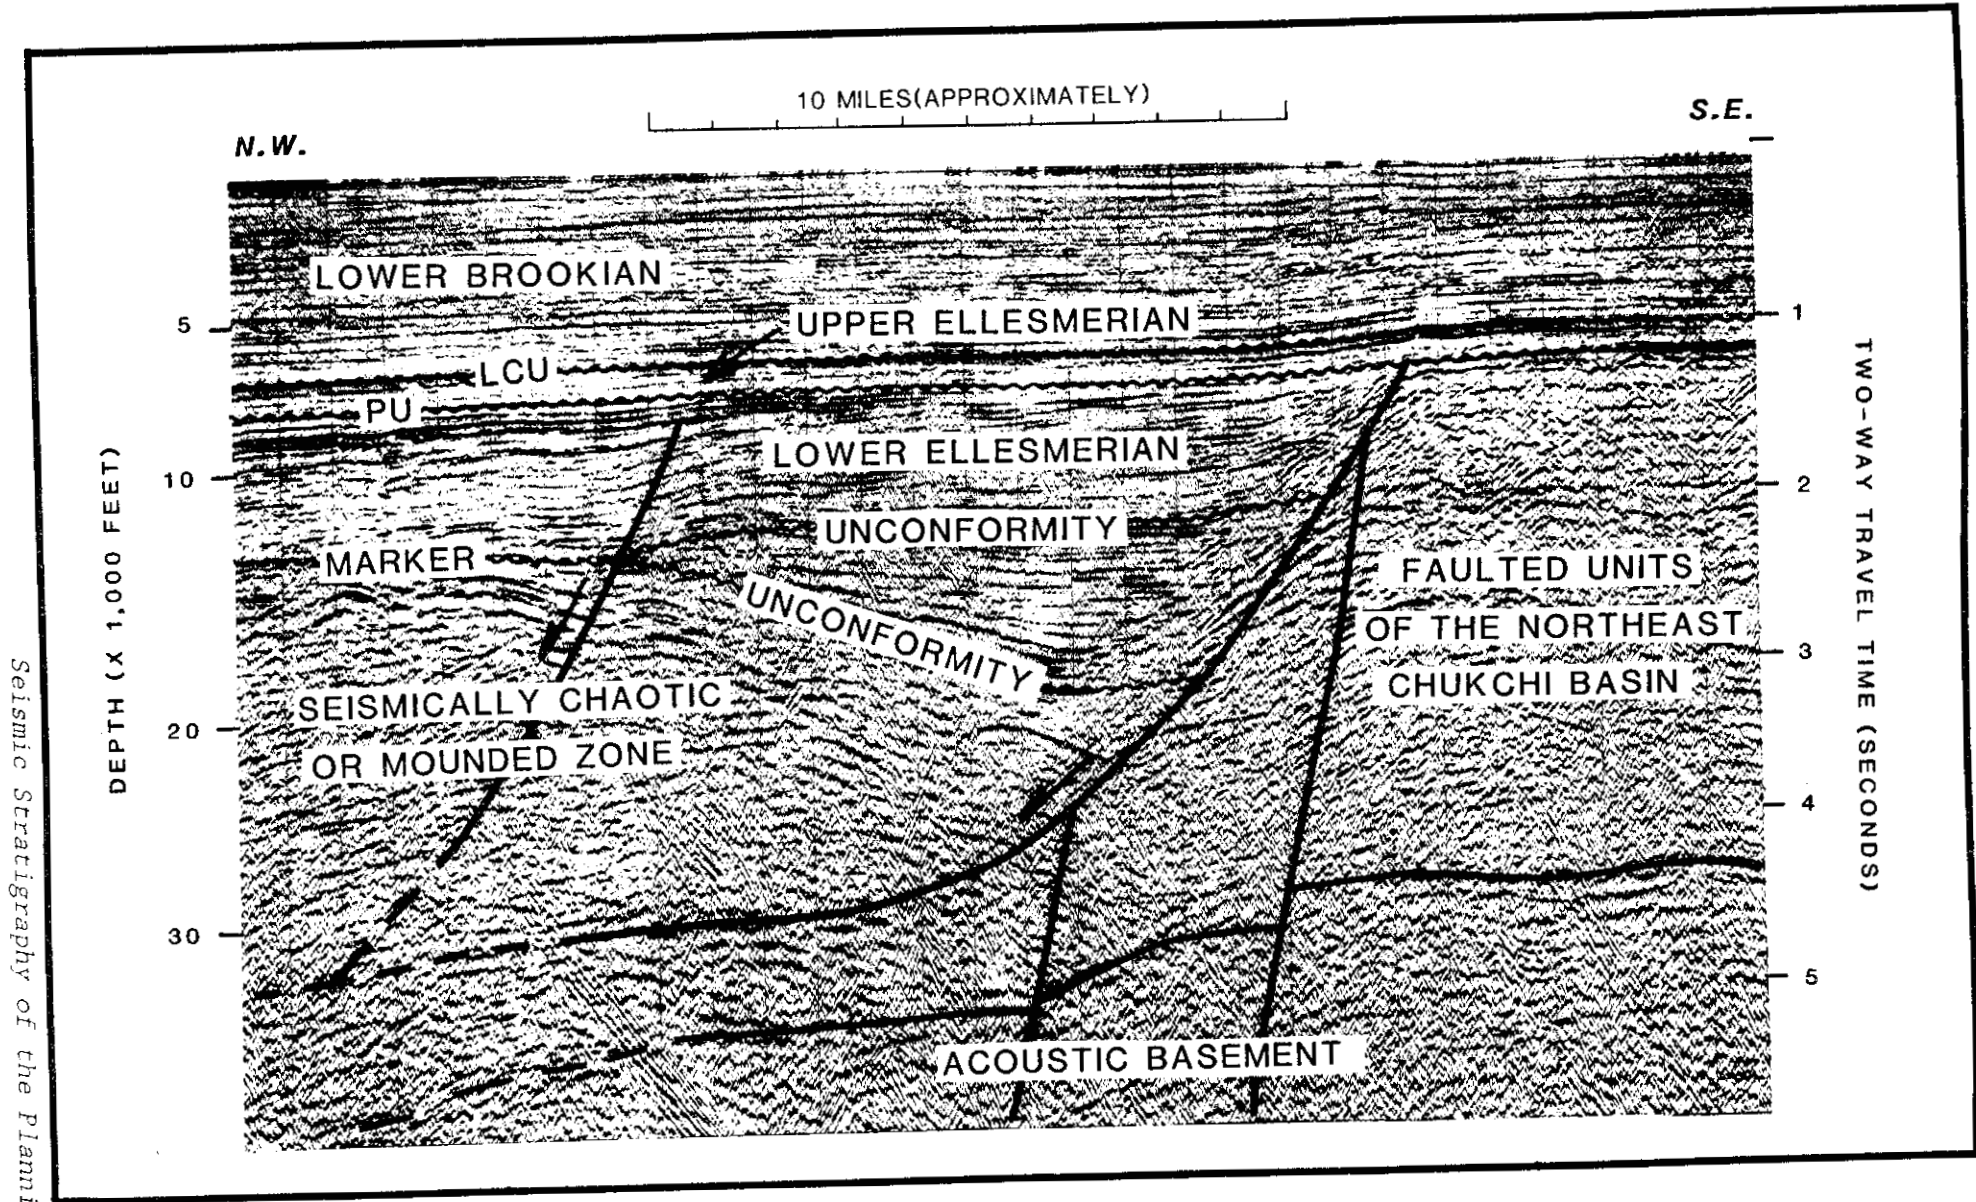 10 MILES(APPROXIMATELY)
N.W.
S.E.
LOWER BROOKIAN
UPPER ELLESMERIAN
LCU
PU
LOWER ELLESMERIAN
UNCONFORMITY
MARKER
UNCONFORMITY
FAULTED UNITS
OF THE NORTHEAST
CHUKCHI BASIN
SEISMICALLY CHAOTIC
OR MOUNDED ZONE
ACOUSTIC BASEMENT
DEPTH (X 1,000 FEET)
5
10
20
30
TWO-WAY TRAVEL TIME (SECONDS)
1
2
3
4
5
Seismic Stratigraphy of the Planni